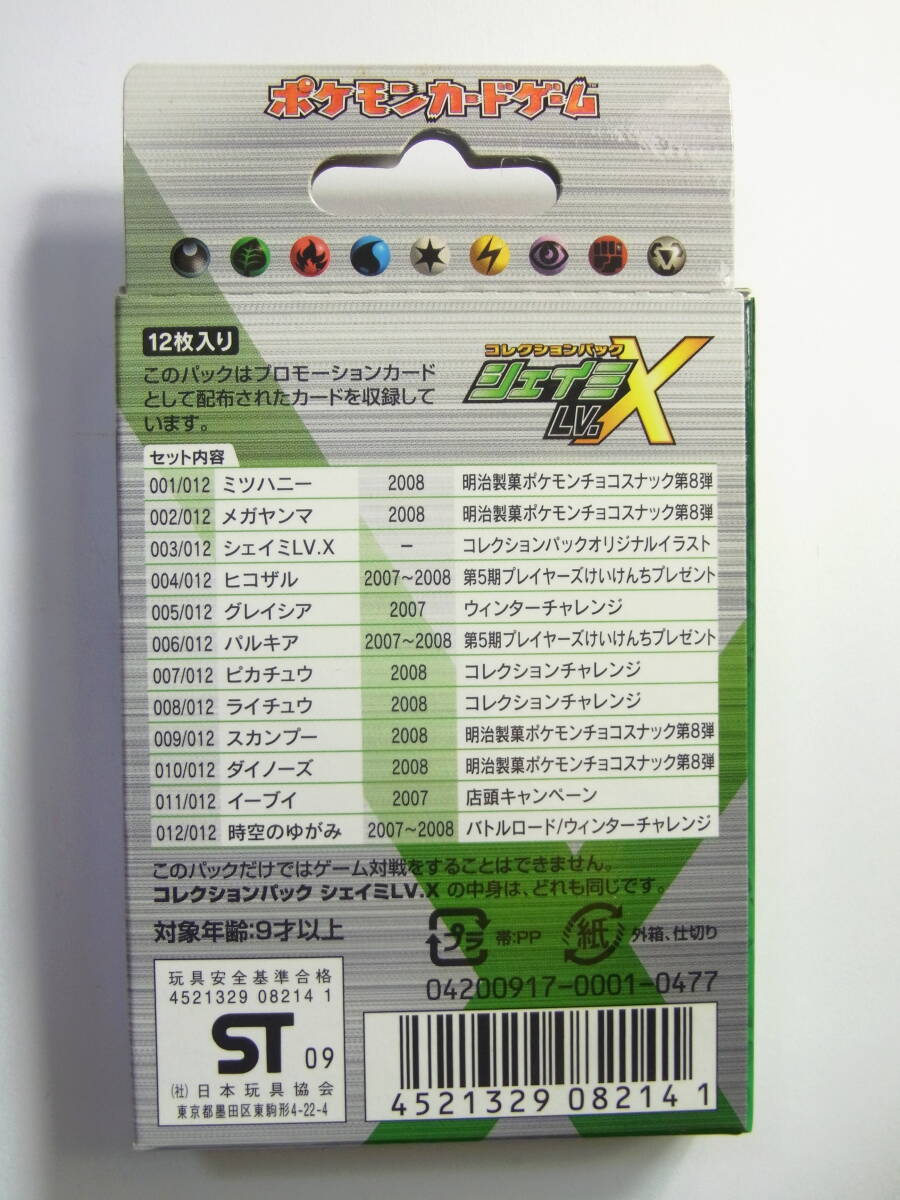 ポケモンカードゲーム
12枚入り
このパックはプロモーションカード
として配布されたカードを収録して
います。
コレクションパック
シェイミ
LV.X
セット内容
001/012 ミツハニー 2008 明治製菓ポケモンチョコスナック第8弾
002/012 メガヤンマ 2008 明治製菓ポケモンチョコスナック第8弾
003/012 シェイミLV.X － コレクションパックオリジナルイラスト
004/012 ヒコザル 2007～2008 第5期プレイヤーズけいけんちプレゼント
005/012 グレイシア 2007 ウィンターチャレンジ
006/012 パルキア 2007～2008 第5期プレイヤーズけいけんちプレゼント
007/012 ピカチュウ 2008 コレクションチャレンジ
008/012 ライチュウ 2008 コレクションチャレンジ
009/012 スカンプー 2008 明治製菓ポケモンチョコスナック第8弾
010/012 ダイノーズ 2008 明治製菓ポケモンチョコスナック第8弾
011/012 イーブイ 2007 店頭キャンペーン
012/012 時空のゆがみ 2007～2008 バトルロード/ウィンターチャレンジ
このパックだけではゲーム対戦をすることはできません。
コレクションパック シェイミLV.X の中身は、どれも同じです。
対象年齢:9才以上
プラ 帯:PP 紙 外箱、仕切り
04200917-0001-0477
玩具安全基準合格
4521329 08214 1
ST 09
(社)日本玩具協会
東京都墨田区東駒形4-22-4
4521329 082141